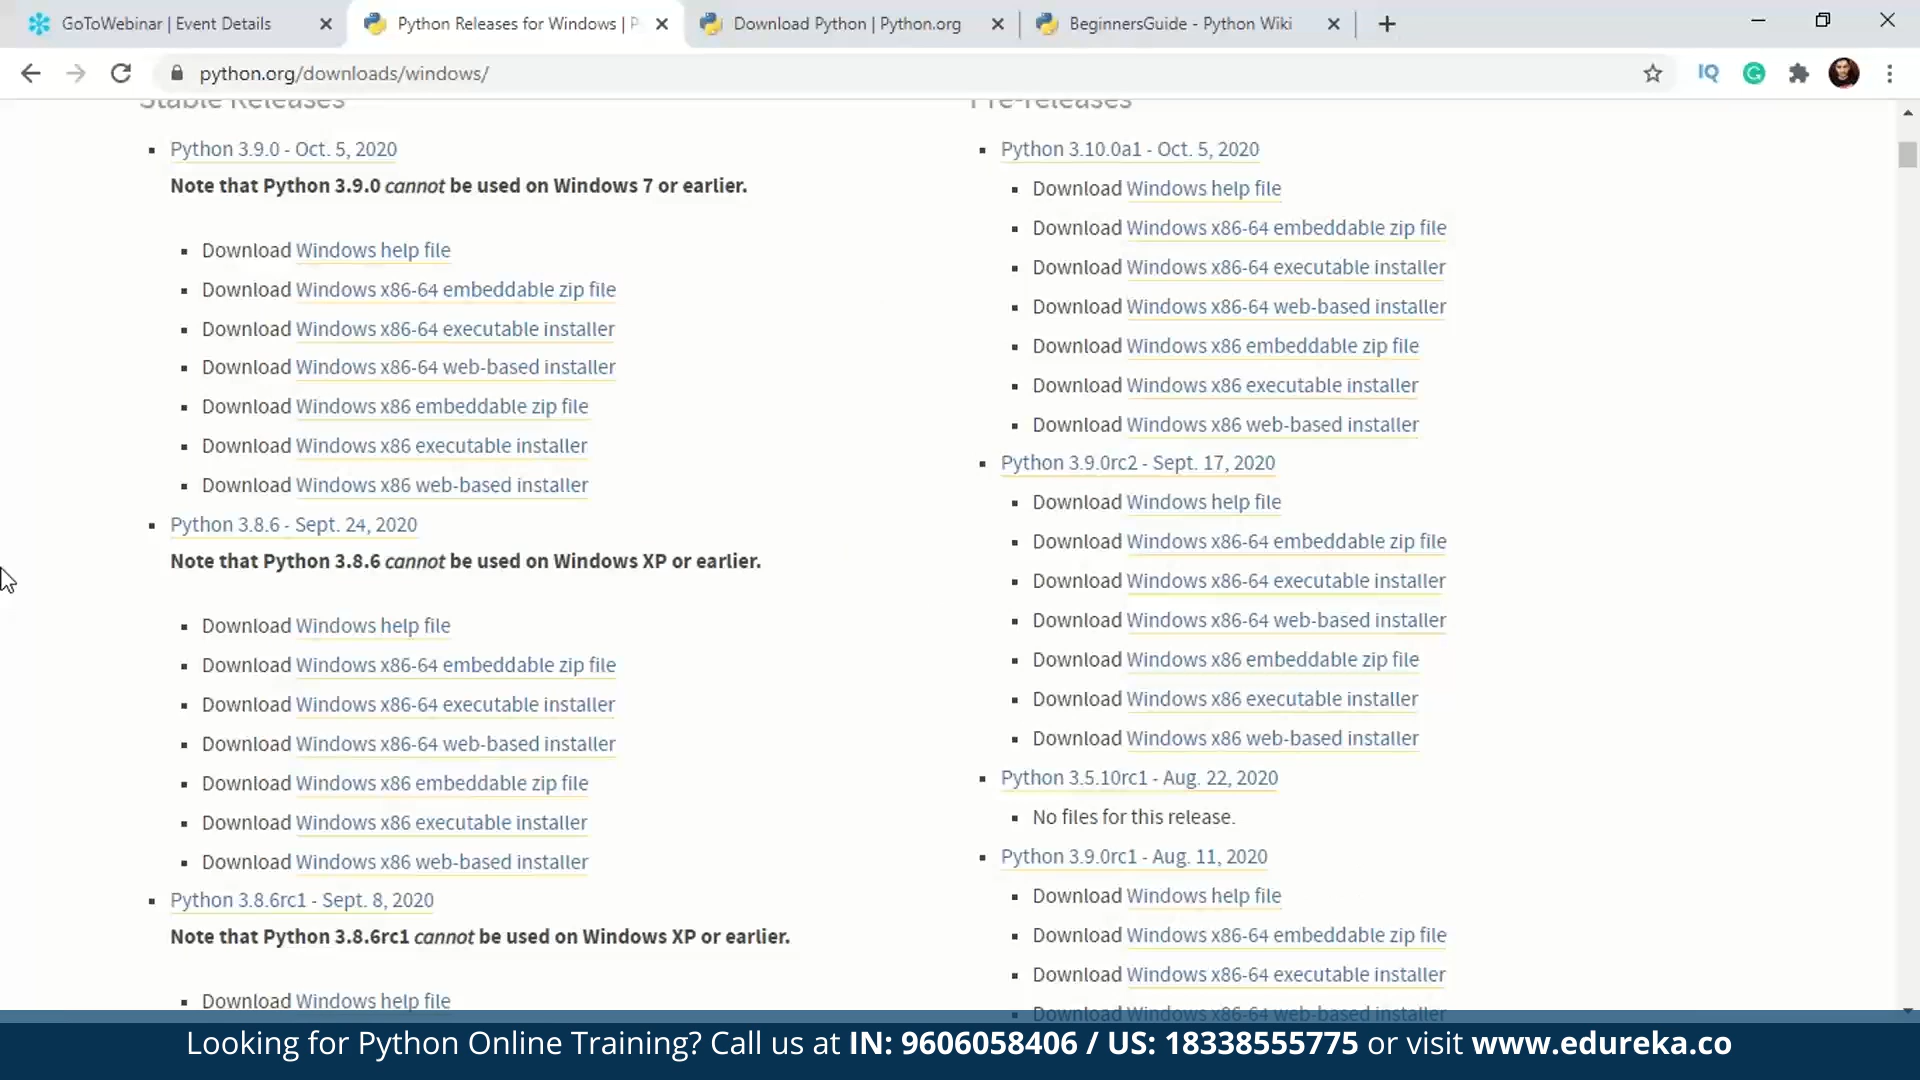 GoToWebinar | Event Details
Python Releases for Windows | P
Download Python | Python.org
BeginnersGuide - Python Wiki
python.org/downloads/windows/
IQ
Stable Releases
Python 3.9.0 - Oct. 5, 2020
Note that Python 3.9.0 cannot be used on Windows 7 or earlier.
Download Windows help file
Download Windows x86-64 embeddable zip file
Download Windows x86-64 executable installer
Download Windows x86-64 web-based installer
Download Windows x86 embeddable zip file
Download Windows x86 executable installer
Download Windows x86 web-based installer
Python 3.8.6 - Sept. 24, 2020
Note that Python 3.8.6 cannot be used on Windows XP or earlier.
Download Windows help file
Download Windows x86-64 embeddable zip file
Download Windows x86-64 executable installer
Download Windows x86-64 web-based installer
Download Windows x86 embeddable zip file
Download Windows x86 executable installer
Download Windows x86 web-based installer
Python 3.8.6rc1 - Sept. 8, 2020
Note that Python 3.8.6rc1 cannot be used on Windows XP or earlier.
Download Windows help file
Pre-releases
Python 3.10.0a1 - Oct. 5, 2020
Download Windows help file
Download Windows x86-64 embeddable zip file
Download Windows x86-64 executable installer
Download Windows x86-64 web-based installer
Download Windows x86 embeddable zip file
Download Windows x86 executable installer
Download Windows x86 web-based installer
Python 3.9.0rc2 - Sept. 17, 2020
Download Windows help file
Download Windows x86-64 embeddable zip file
Download Windows x86-64 executable installer
Download Windows x86-64 web-based installer
Download Windows x86 embeddable zip file
Download Windows x86 executable installer
Download Windows x86 web-based installer
Python 3.5.10rc1 - Aug. 22, 2020
No files for this release.
Python 3.9.0rc1 - Aug. 11, 2020
Download Windows help file
Download Windows x86-64 embeddable zip file
Download Windows x86-64 executable installer
Download Windows x86-64 web-based installer
Looking for Python Online Training? Call us at IN: 9606058406 / US: 18338555775 or visit www.edureka.co